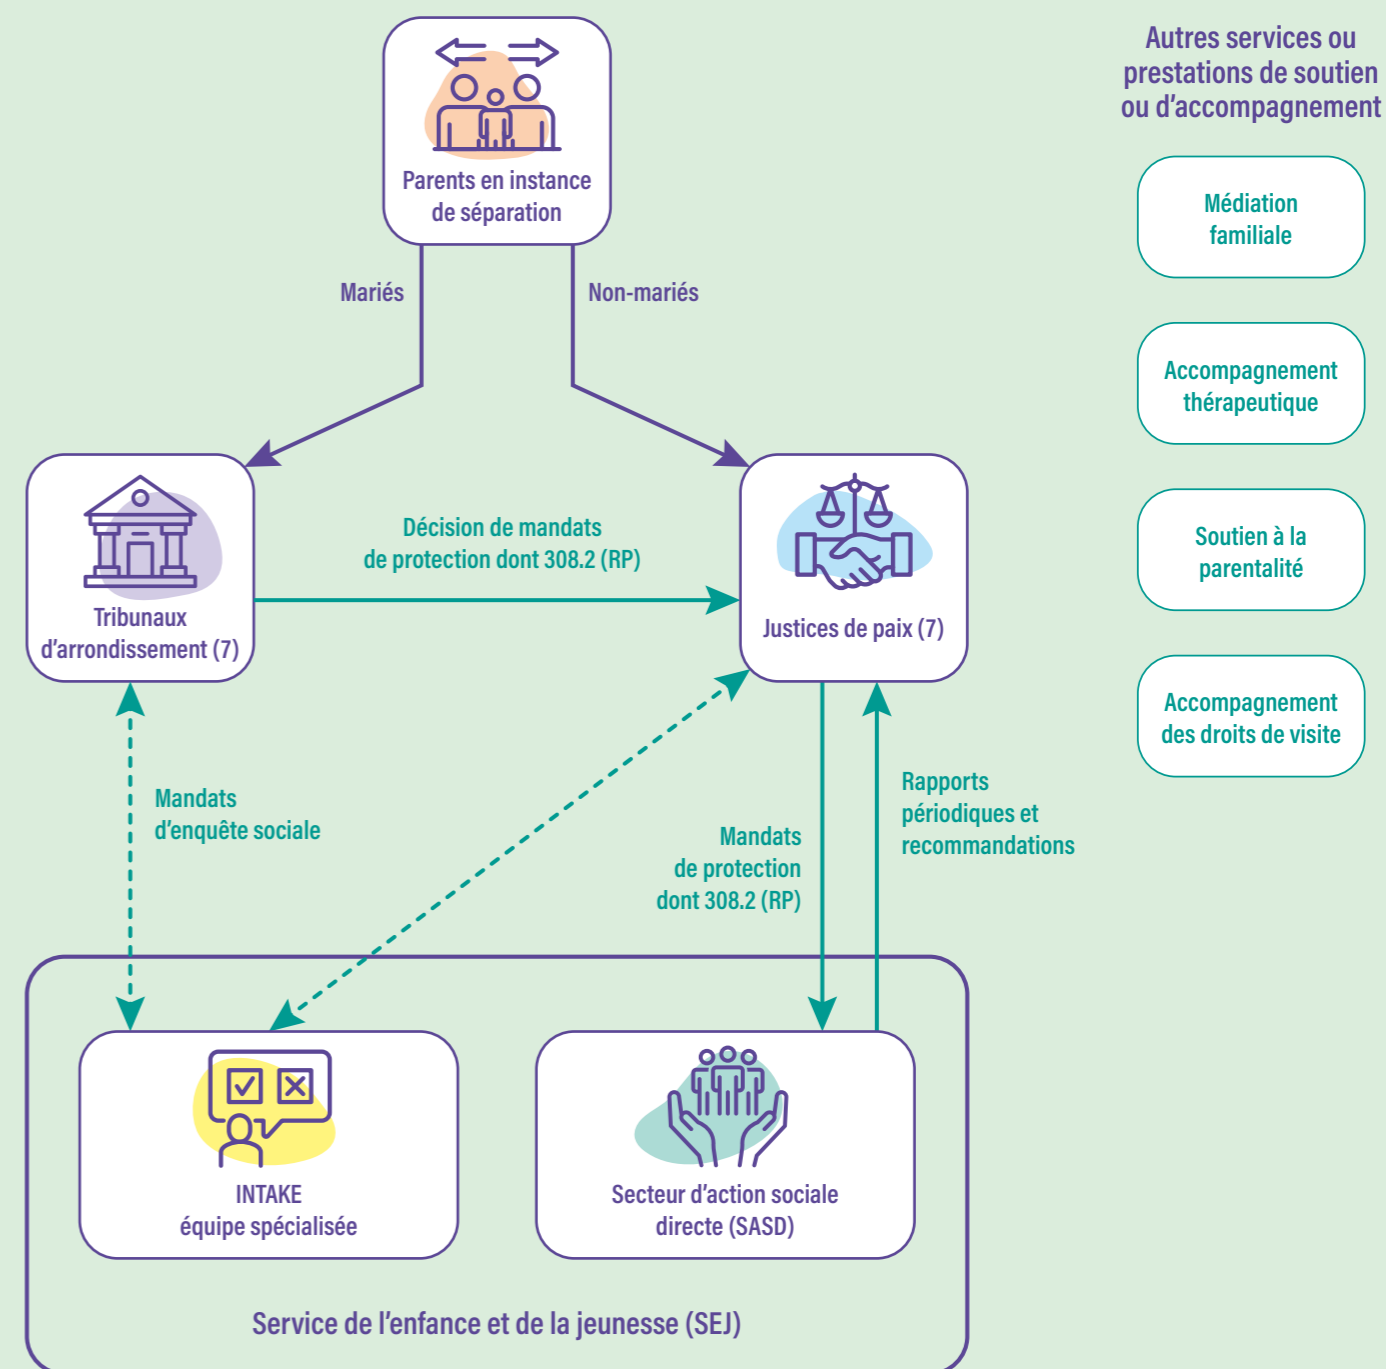 Parents en instance
de séparation
Mariés
Non-mariés
Tribunaux
d'arrondissement (7)
Décision de mandats
de protection dont 308.2 (RP)
Justices de paix (7)
Mandats
d'enquête sociale
Mandats
de protection
dont 308.2 (RP)
Rapports
périodiques et
recommandations
INTAKE
équipe spécialisée
Secteur d'action sociale
directe (SASD)
Service de l'enfance et de la jeunesse (SEJ)
Autres services ou
prestations de soutien
ou d'accompagnement
Médiation
familiale
Accompagnement
thérapeutique
Soutien à la
parentalité
Accompagnement
des droits de visite